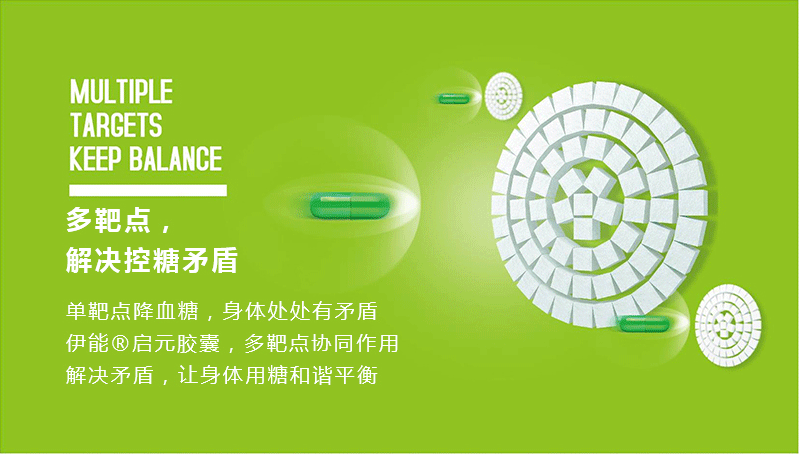 MULTIPLE
TARGETS
KEEP BALANCE
多靶点，
解决控糖矛盾
单靶点降血糖，身体处处有矛盾
伊能®启元胶囊，多靶点协同作用
解决矛盾，让身体用糖和谐平衡